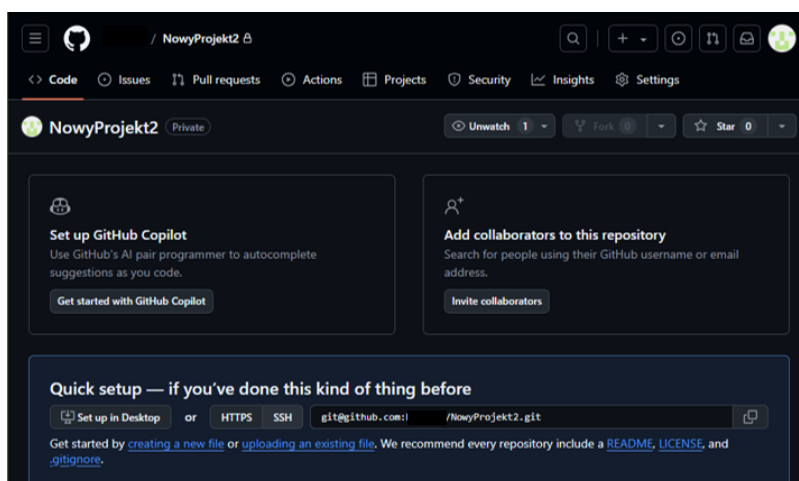 / NowyProjekt2
Code Issues Pull requests Actions Projects Security Insights Settings
NowyProjekt2 Private Unwatch 1 Fork 0 Star 0
Set up GitHub Copilot
Use GitHub's AI pair programmer to autocomplete
suggestions as you code.
Get started with GitHub Copilot
Add collaborators to this repository
Search for people using their GitHub username or email
address.
Invite collaborators
Quick setup — if you've done this kind of thing before
Set up in Desktop or HTTPS SSH git@github.com: /NowyProjekt2.git
Get started by creating a new file or uploading an existing file. We recommend every repository include a README, LICENSE, and
.gitignore.